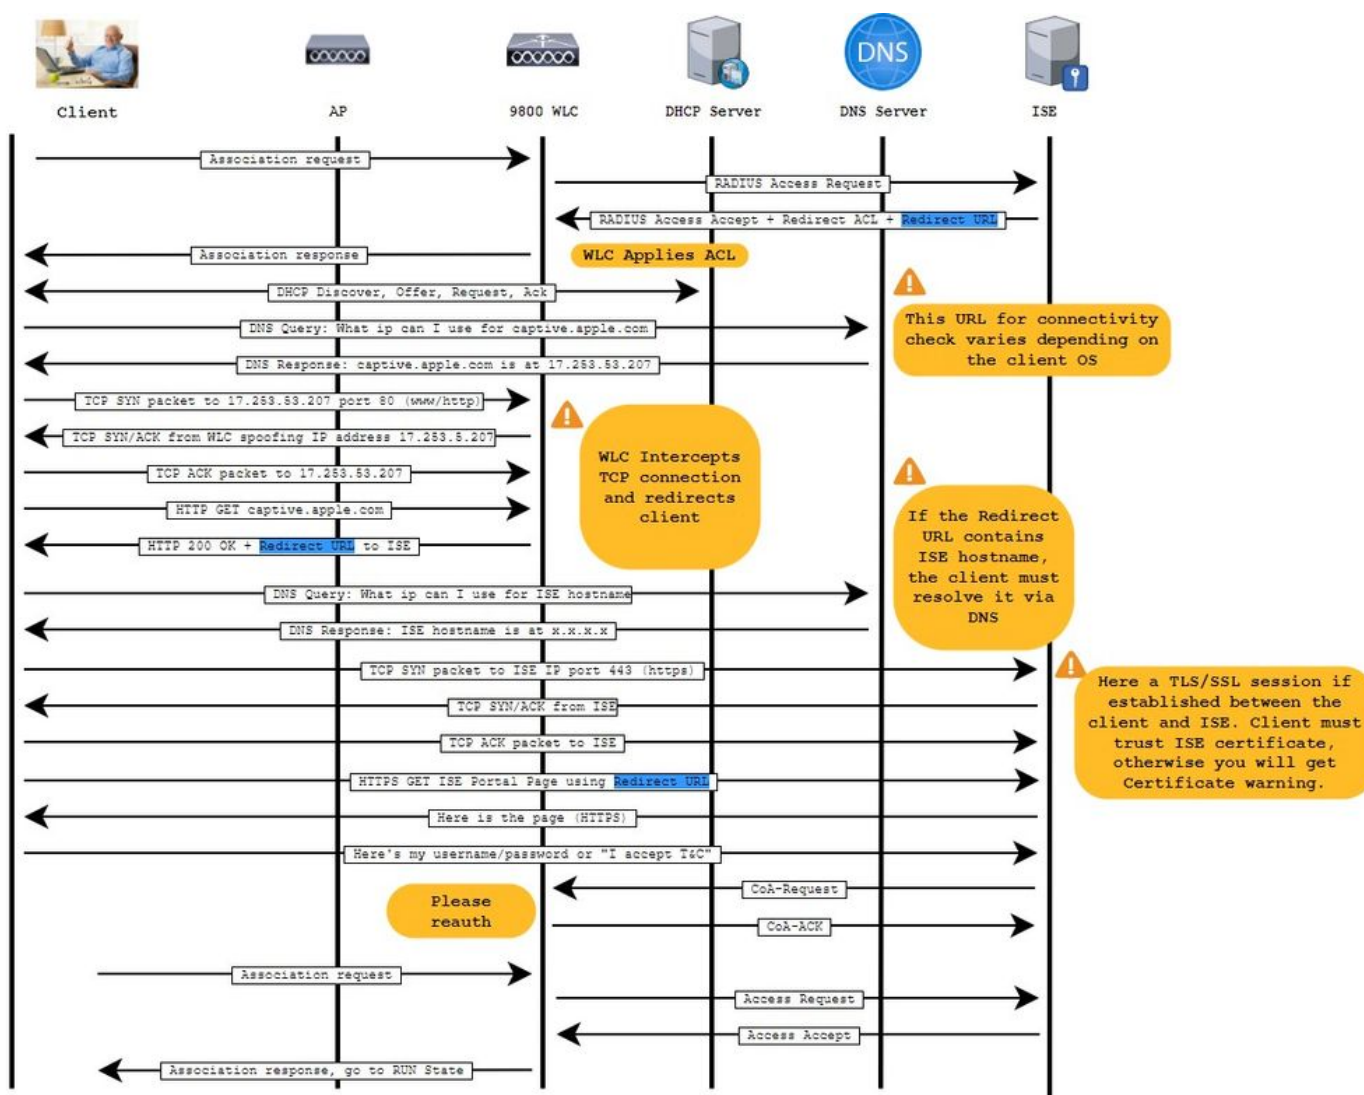 DNS
Client
AP
9800 WLC
DHCP Server
DNS Server
ISE
Association request
RADIUS Access Request
RADIUS Access Accept + Redirect ACL + Redirect URL
Association response
WLC Applies ACL
DHCP Discover, Offer, Request, Ack
DNS Query: What ip can I use for captive.apple.com
This URL for connectivity
check varies depending on
the client OS
DNS Response: captive.apple.com is at 17.253.53.207
TCP SYN packet to 17.253.53.207 port 80 (www/http)
TCP SYN/ACK from WLC spoofing IP address 17.253.5.207
WLC Intercepts
TCP connection
and redirects
client
TCP ACK packet to 17.253.53.207
HTTP GET captive.apple.com
HTTP 200 OK + Redirect URL to ISE
If the Redirect
URL contains
ISE hostname,
the client must
resolve it via
DNS
DNS Query: What ip can I use for ISE hostname
DNS Response: ISE hostname is at x.x.x.x
TCP SYN packet to ISE IP port 443 (https)
Here a TLS/SSL session if
established between the
client and ISE. Client must
trust ISE certificate,
otherwise you will get
Certificate warning.
TCP SYN/ACK from ISE
TCP ACK packet to ISE
HTTPS GET ISE Portal Page using Redirect URL
Here is the page (HTTPS)
Here's my username/password or "I accept T&C"
CoA-Request
Please
reauth
CoA-ACK
Association request
Access Request
Access Accept
Association response, go to RUN State